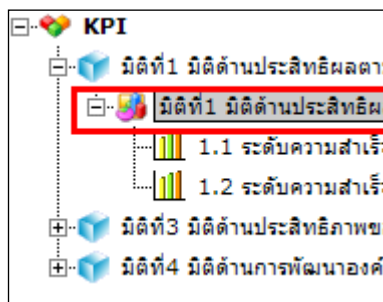 KPI
มิติที่1 มิติด้านประสิทธิผลตา
มิติที่1 มิติด้านประสิทธิผ
1.1 ระดับความสำเร็
1.2 ระดับความสำเร็
มิติที่3 มิติด้านประสิทธิภาพข
มิติที่4 มิติด้านการพัฒนาองค์